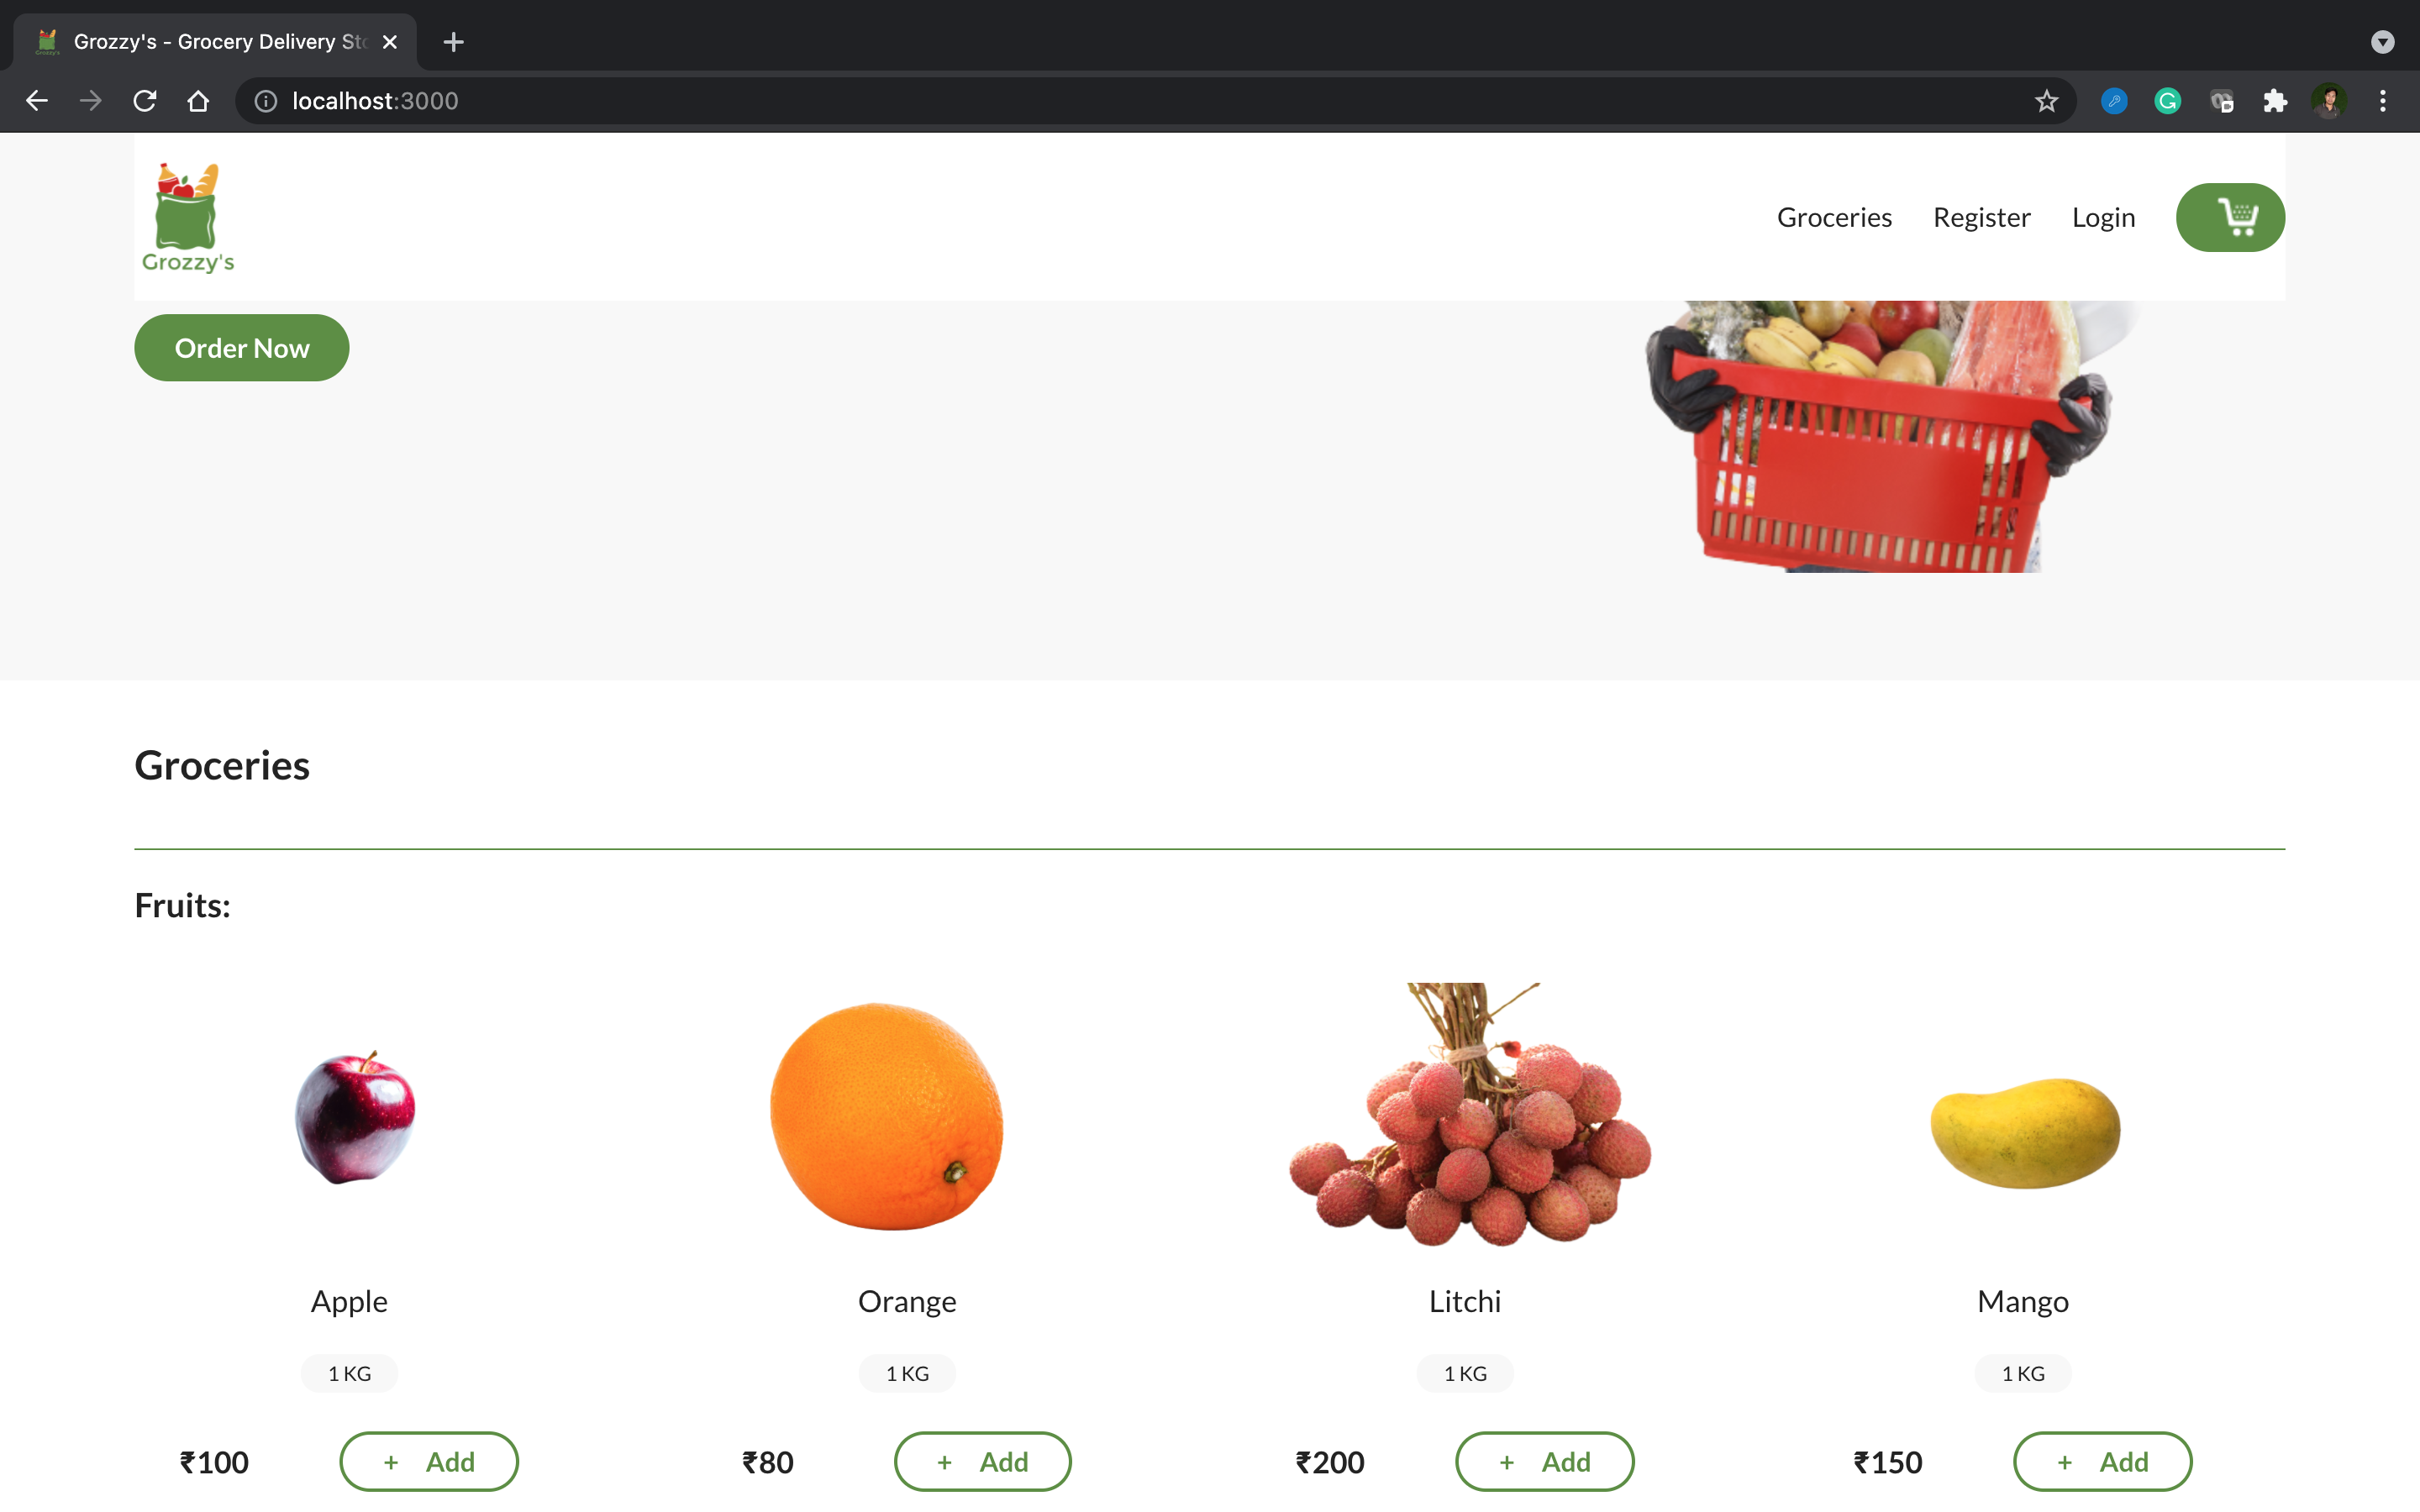 Grozzy's - Grocery Delivery Sto
localhost:3000
Grozzy's
Groceries
Register
Login
Order Now
Groceries
Fruits:
Apple
Orange
Litchi
Mango
1 KG
1 KG
1 KG
1 KG
₹100
+ Add
₹80
+ Add
₹200
+ Add
₹150
+ Add